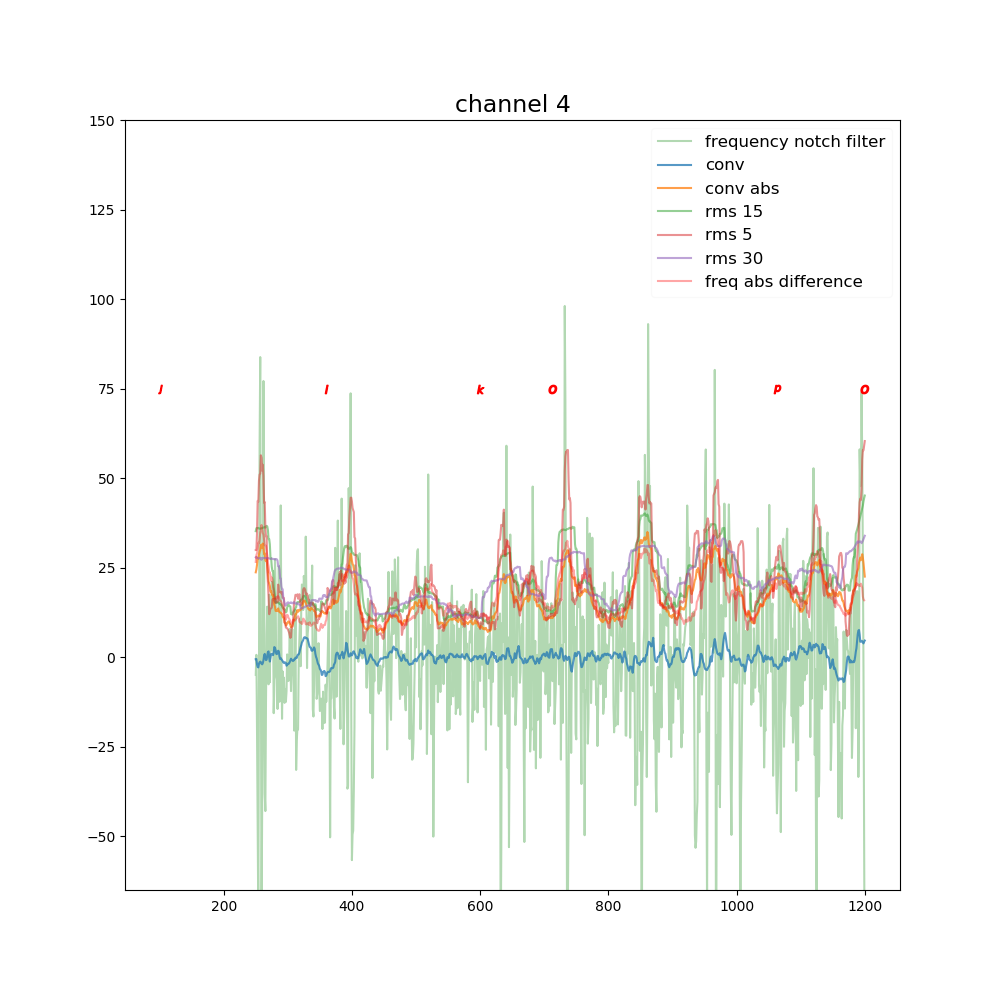 channel 4
150
125
100
75
50
25
0
−25
−50
frequency notch filter
conv
conv abs
rms 15
rms 5
rms 30
freq abs difference
j l k o p o
200 400 600 800 1000 1200